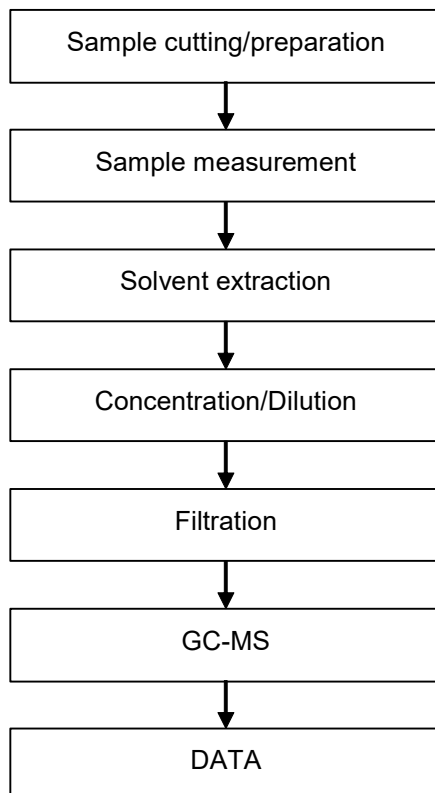 Sample cutting/preparation
Sample measurement
Solvent extraction
Concentration/Dilution
Filtration
GC-MS
DATA